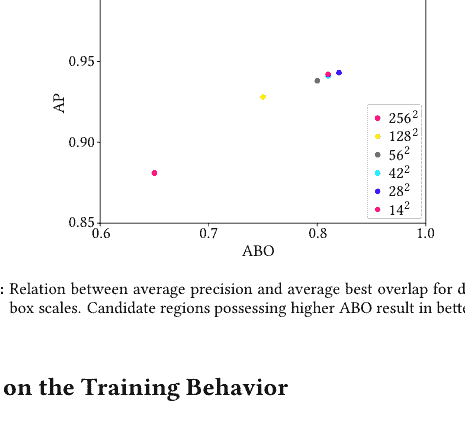 0.95
AP
0.90
0.85
0.6 0.7 0.8 1.0
ABO
256²
128²
56²
42²
28²
14²
: Relation between average precision and average best overlap for d
box scales. Candidate regions possessing higher ABO result in bette
on the Training Behavior